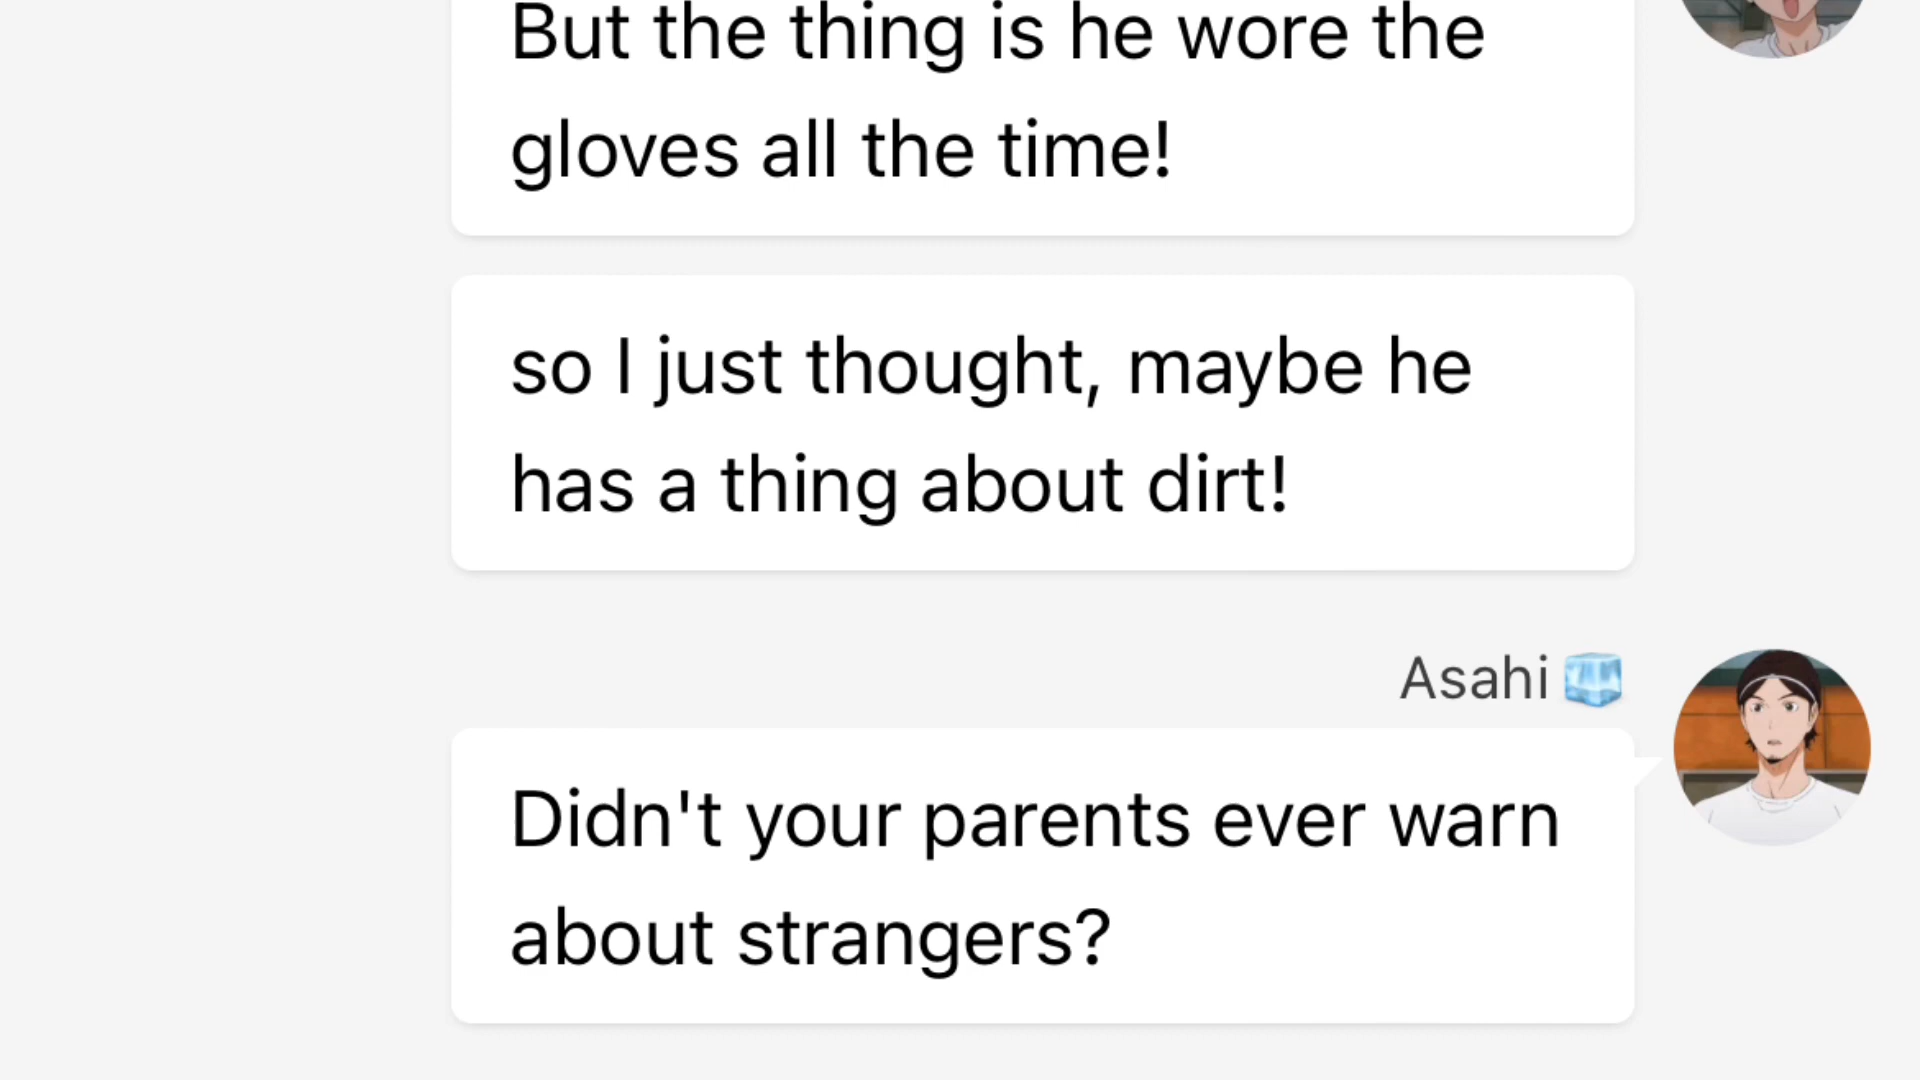 But the thing is he wore the
gloves all the time!
so I just thought, maybe he
has a thing about dirt!
Asahi 🧊
Didn't your parents ever warn
about strangers?